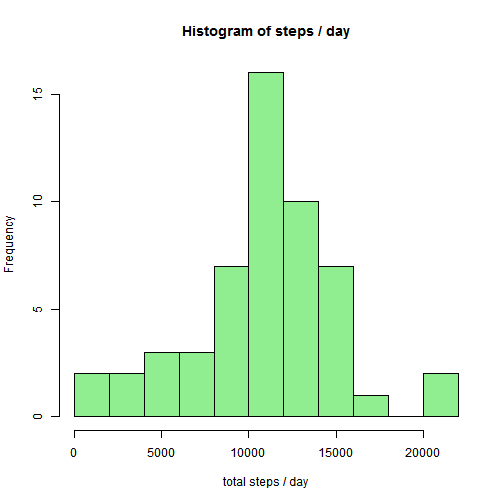 Histogram of steps / day
Frequency
15
10
5
0
0 5000 10000 15000 20000
total steps / day